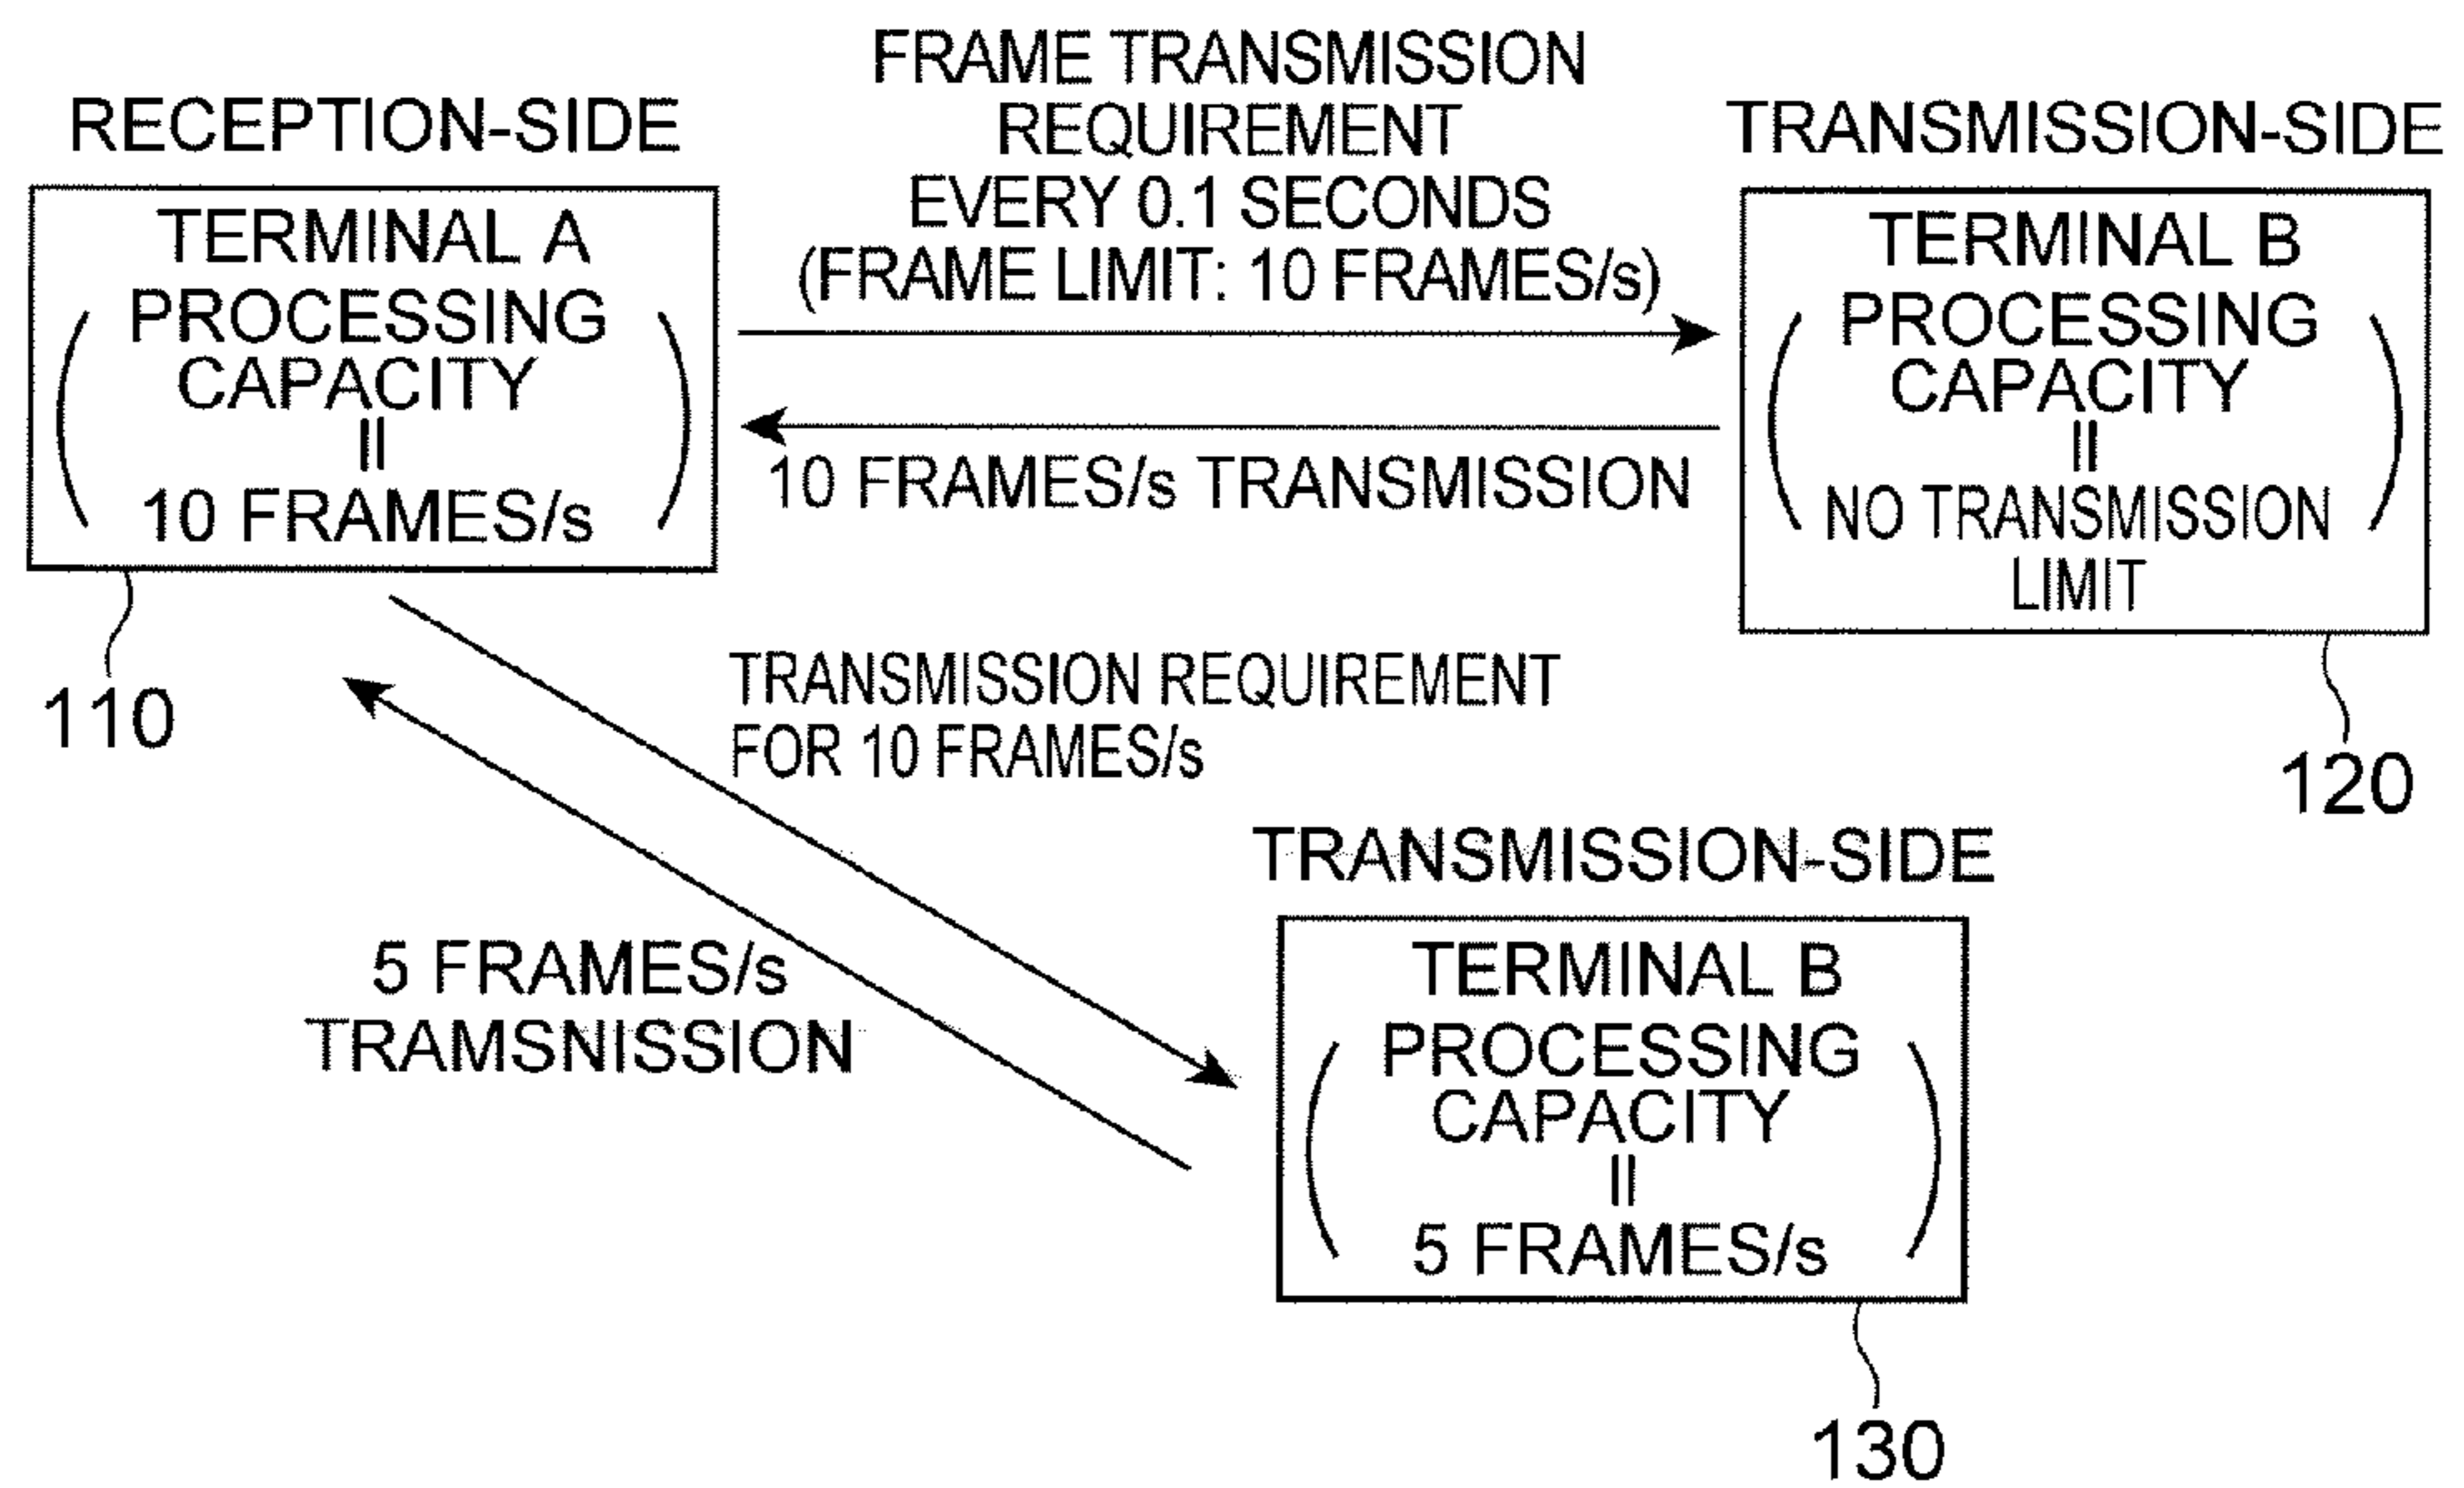 FRAME TRANSMISSION
REQUIREMENT
EVERY 0.1 SECONDS
(FRAME LIMIT: 10 FRAMES/s)
RECEPTION-SIDE
TERMINAL A
( PROCESSING
CAPACITY
=
10 FRAMES/s )
110
10 FRAMES/s TRANSMISSION
TRANSMISSION-SIDE
TERMINAL B
( PROCESSING
CAPACITY
=
NO TRANSMISSION )
LIMIT
120
TRANSMISSION REQUIREMENT
FOR 10 FRAMES/s
5 FRAMES/s
TRAMSNISSION
TRANSMISSION-SIDE
TERMINAL B
( PROCESSING
CAPACITY
=
5 FRAMES/s )
130